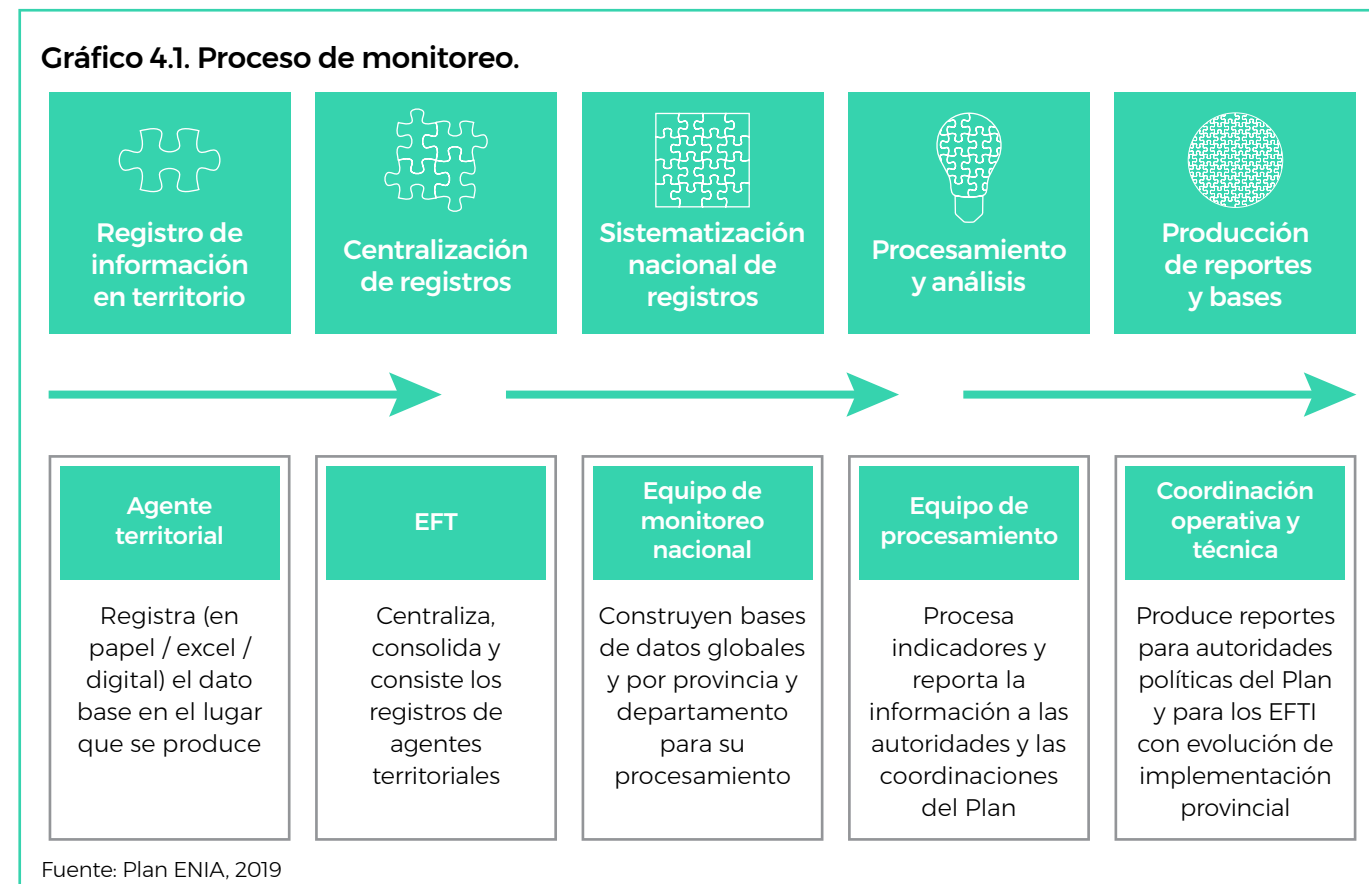 Gráfico 4.1. Proceso de monitoreo.
Registro de
información
en territorio
Centralización
de registros
Sistematización
nacional de
registros
Procesamiento
y análisis
Producción
de reportes
y bases
Agente
territorial
Registra (en
papel / excel /
digital) el dato
base en el lugar
que se produce
EFT
Centraliza,
consolida y
consiste los
registros de
agentes
territoriales
Equipo de
monitoreo
nacional
Construyen bases
de datos globales
y por provincia y
departamento
para su
procesamiento
Equipo de
procesamiento
Procesa
indicadores y
reporta la
información a las
autoridades y las
coordinaciones
del Plan
Coordinación
operativa y
técnica
Produce reportes
para autoridades
políticas del Plan
y para los EFTI
con evolución de
implementación
provincial
Fuente: Plan ENIA, 2019